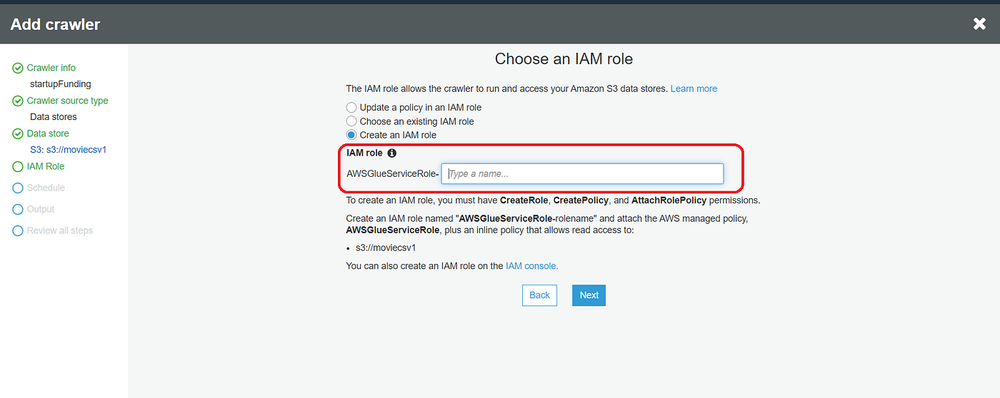 Add crawler
Crawler info
startupFunding
Crawler source type
Data stores
Data store
S3: s3://moviecsv1
IAM Role
Schedule
Output
Review all steps
Choose an IAM role
The IAM role allows the crawler to run and access your Amazon S3 data stores. Learn more
Update a policy in an IAM role
Choose an existing IAM role
Create an IAM role
IAM role
AWSGlueServiceRole- Type a name...
To create an IAM role, you must have CreateRole, CreatePolicy, and AttachRolePolicy permissions.
Create an IAM role named "AWSGlueServiceRole-rolename" and attach the AWS managed policy,
AWSGlueServiceRole, plus an inline policy that allows read access to:
• s3://moviecsv1
You can also create an IAM role on the IAM console.
Back Next